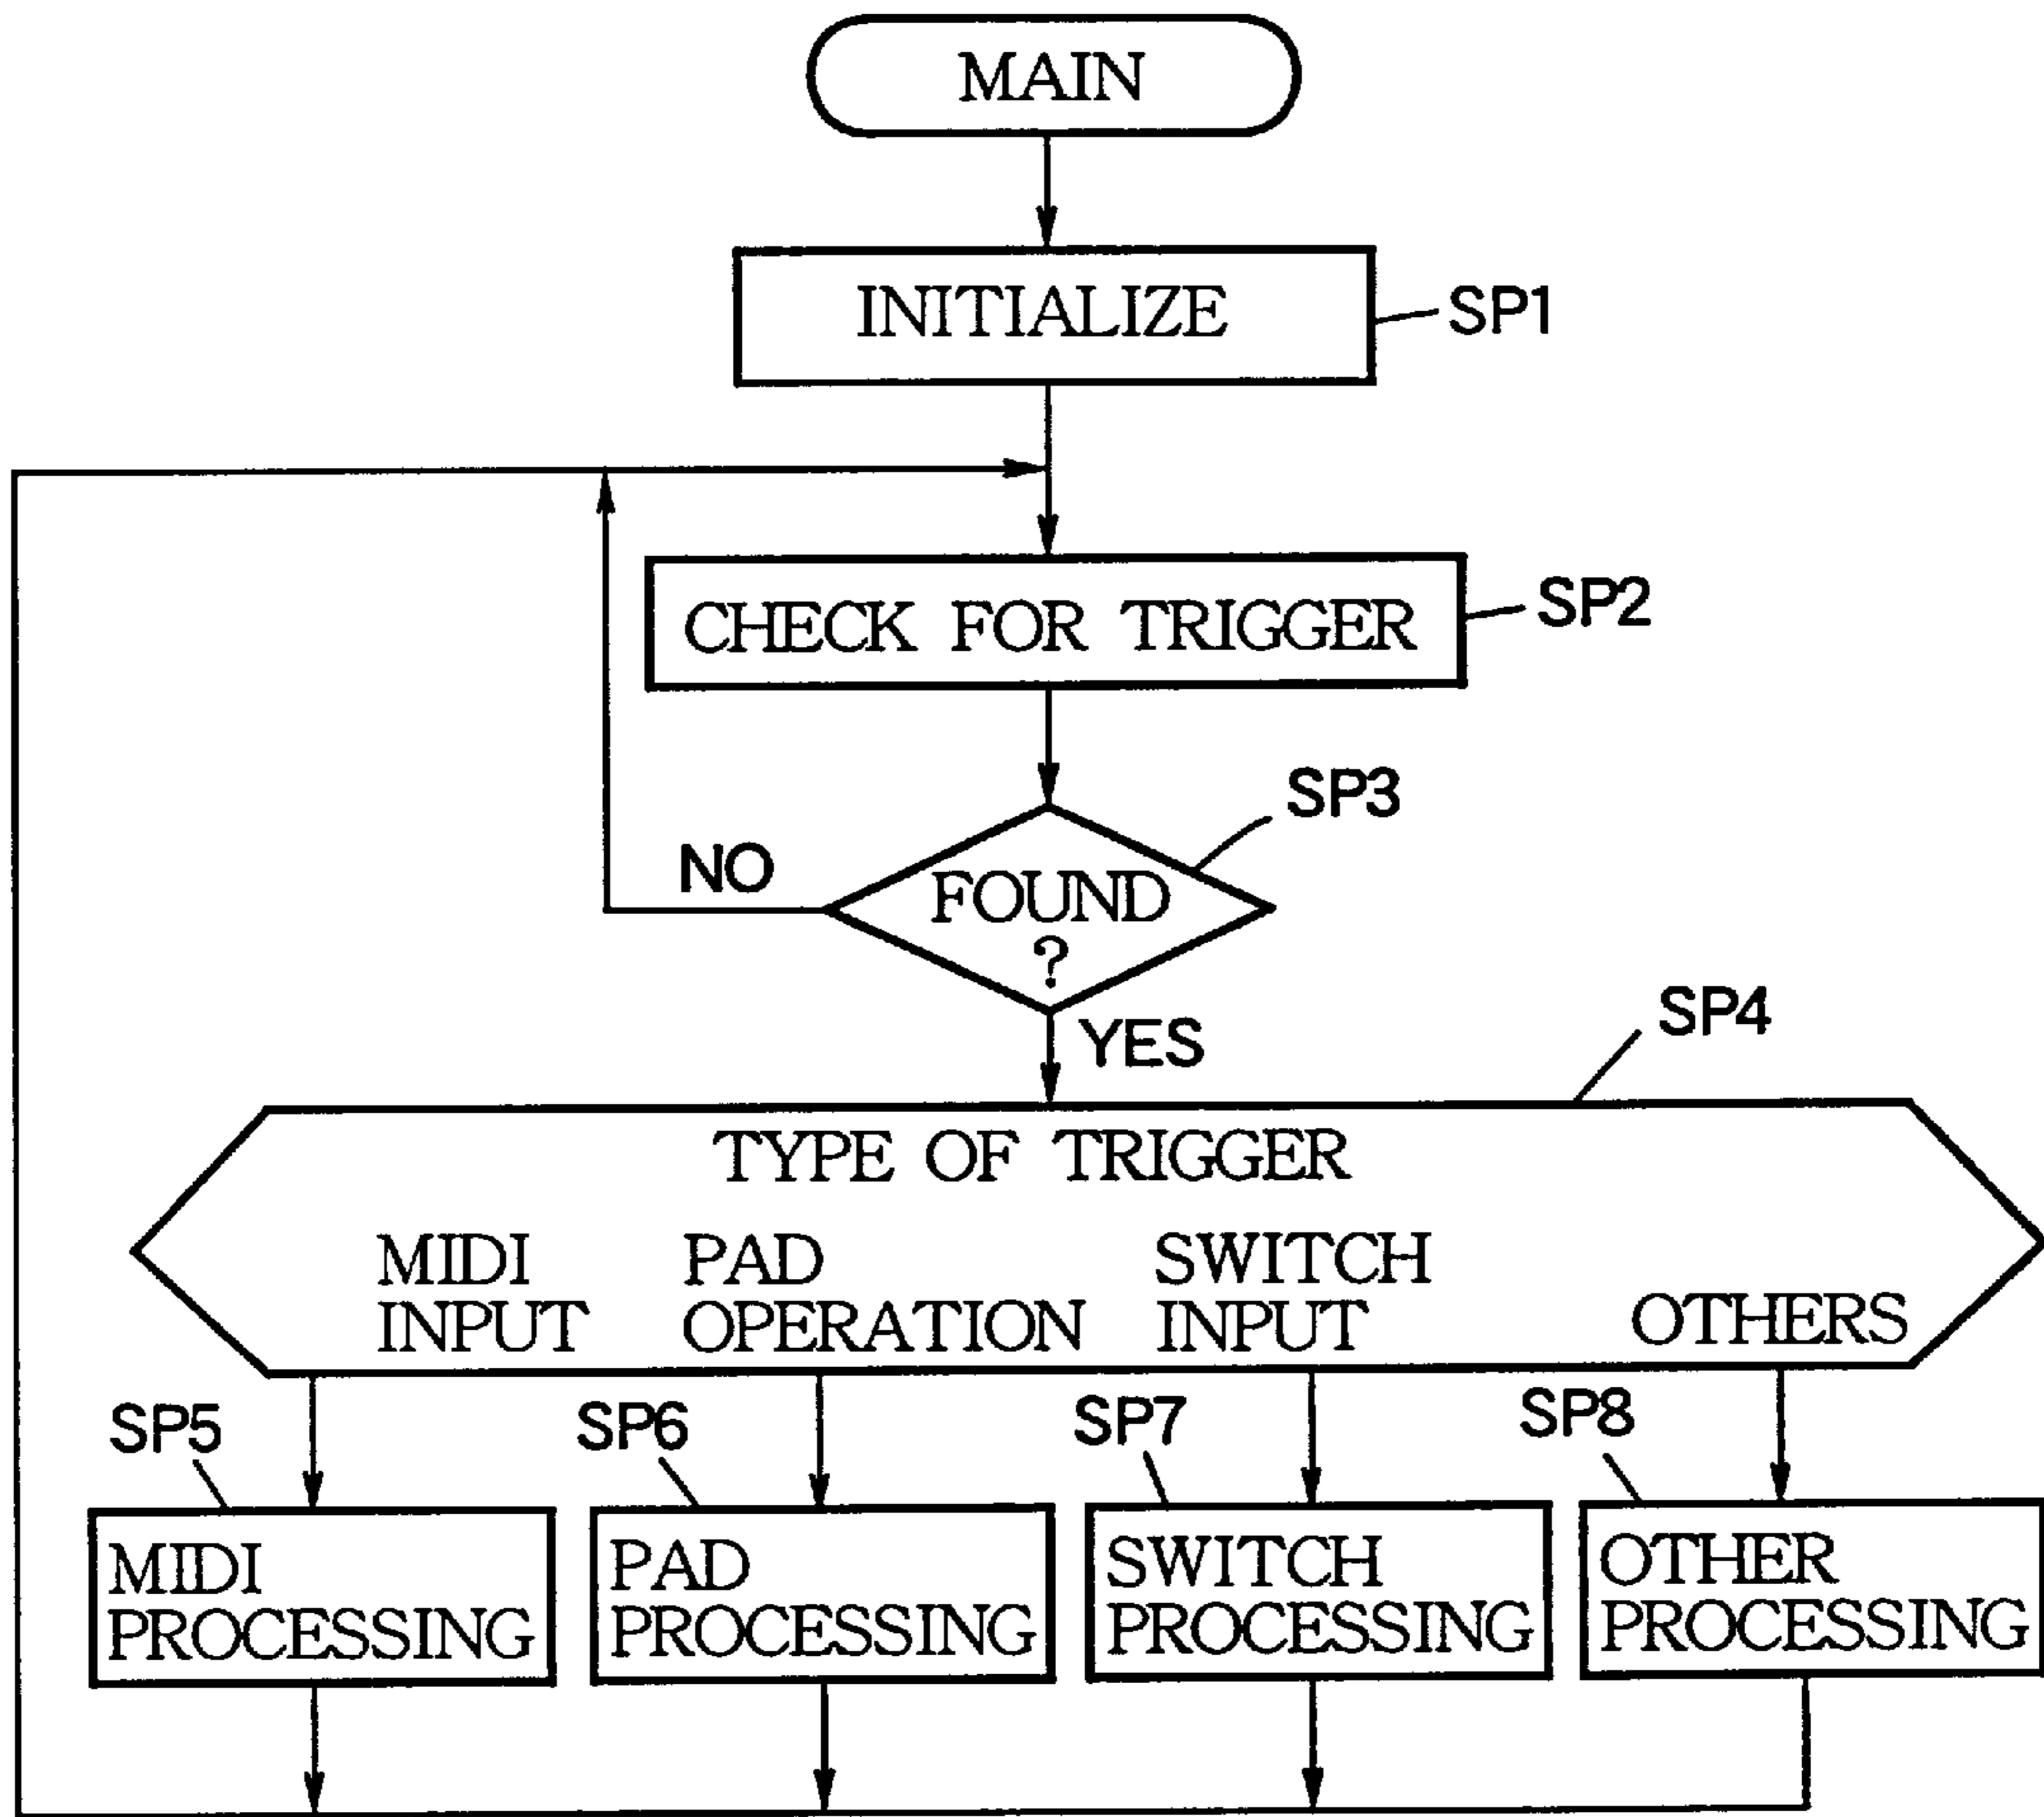 MAIN
INITIALIZE
SP1
CHECK FOR TRIGGER
SP2
SP3
NO
FOUND
?
YES
SP4
TYPE OF TRIGGER
MIDI
INPUT
PAD
OPERATION
SWITCH
INPUT
OTHERS
SP5
SP6
SP7
SP8
MIDI
PROCESSING
PAD
PROCESSING
SWITCH
PROCESSING
OTHER
PROCESSING